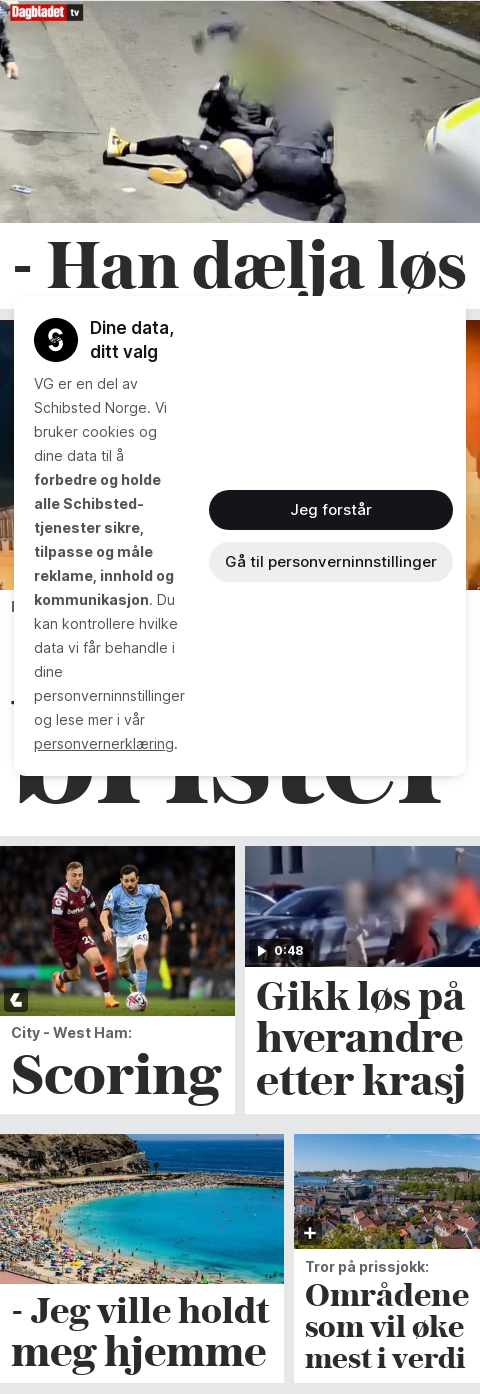 Dagbladet tv
- Han dælja løs
Dine data,
ditt valg
VG er en del av
Schibsted Norge. Vi
bruker cookies og
dine data til å
forbedre og holde
alle Schibsted-
tjenester sikre,
tilpasse og måle
reklame, innhold og
kommunikasjon. Du
kan kontrollere hvilke
data vi får behandle i
dine
personverninnstillinger
og lese mer i vår
personvernerklæring.
Jeg forstår
Gå til personverninnstillinger
brister
0:48
City - West Ham:
Scoring
Gikk løs på
hverandre
etter krasj
- Jeg ville holdt
meg hjemme
Tror på prissjokk:
Områdene
som vil øke
mest i verdi